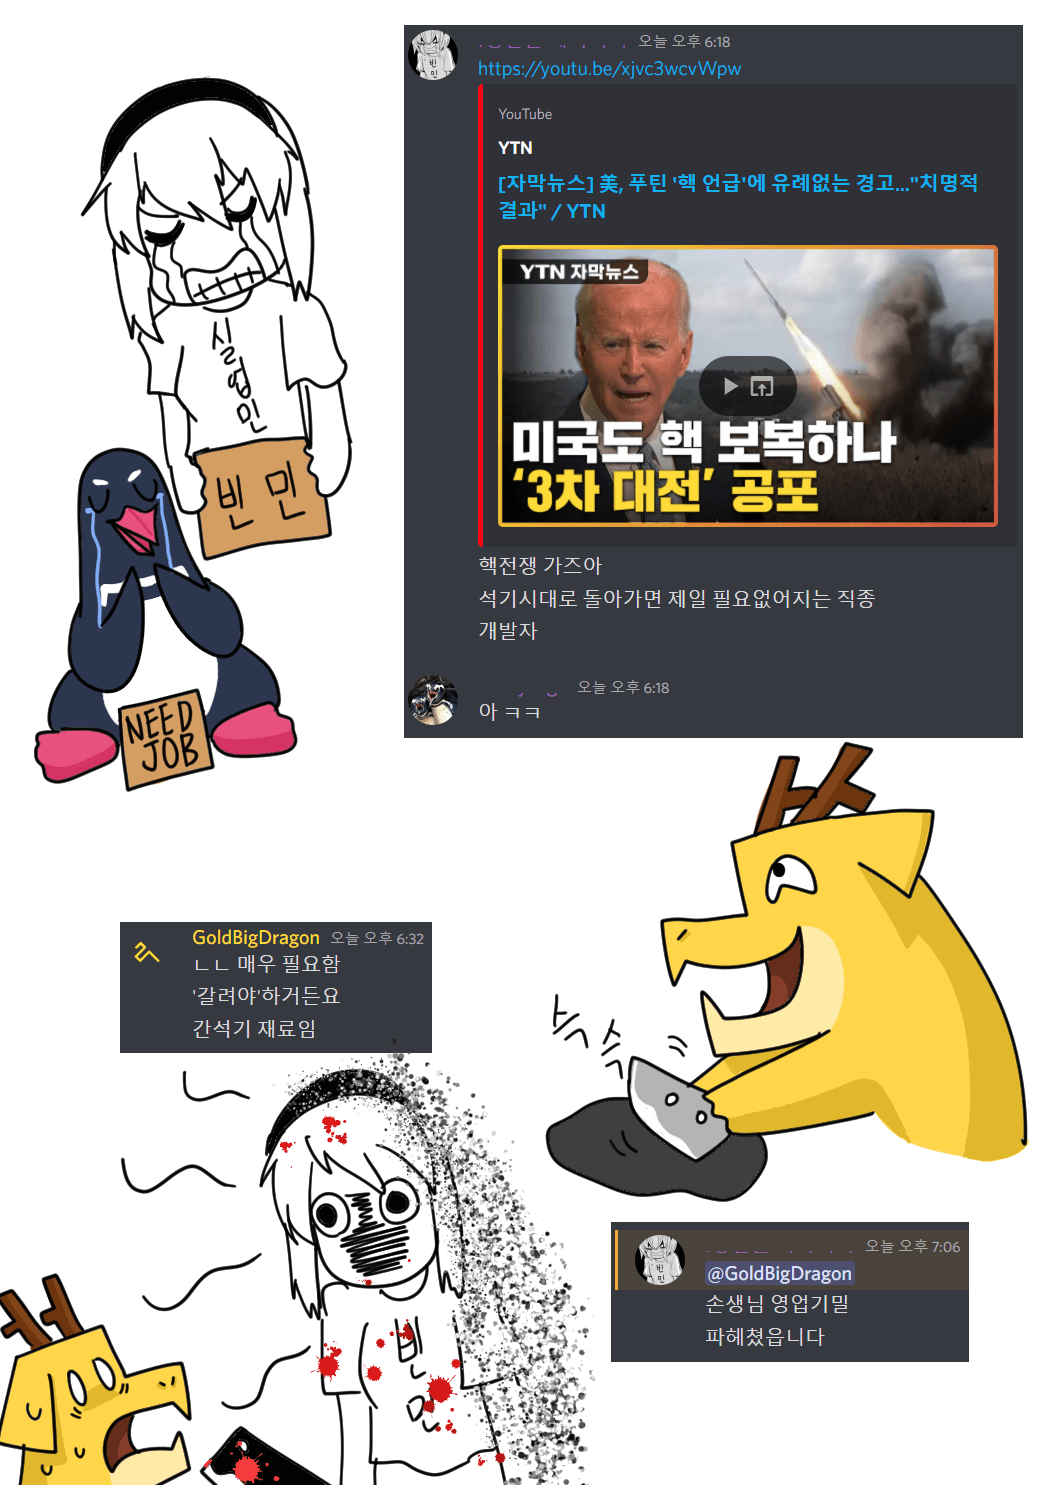 오늘 오후 6:18
https://youtu.be/xjvc3wcvWpw
YouTube
YTN
[자막뉴스] 美, 푸틴 '핵 언급'에 유례없는 경고..."치명적
결과" / YTN
YTN 자막뉴스
미국도 핵 보복하나
'3차 대전' 공포
핵전쟁 가즈아
석기시대로 돌아가면 제일 필요없어지는 직종
개발자
오늘 오후 6:18
아 ㅋㅋ
시립업민
빈민
NEED
JOB
GoldBigDragon 오늘 오후 6:32
ㄴㄴ 매우 필요함
'갈려야'하거든요
간석기 재료임
슥슥
빈민
오늘 오후 7:06
@GoldBigDragon
손생님 영업기밀
파헤쳤읍니다
빈민